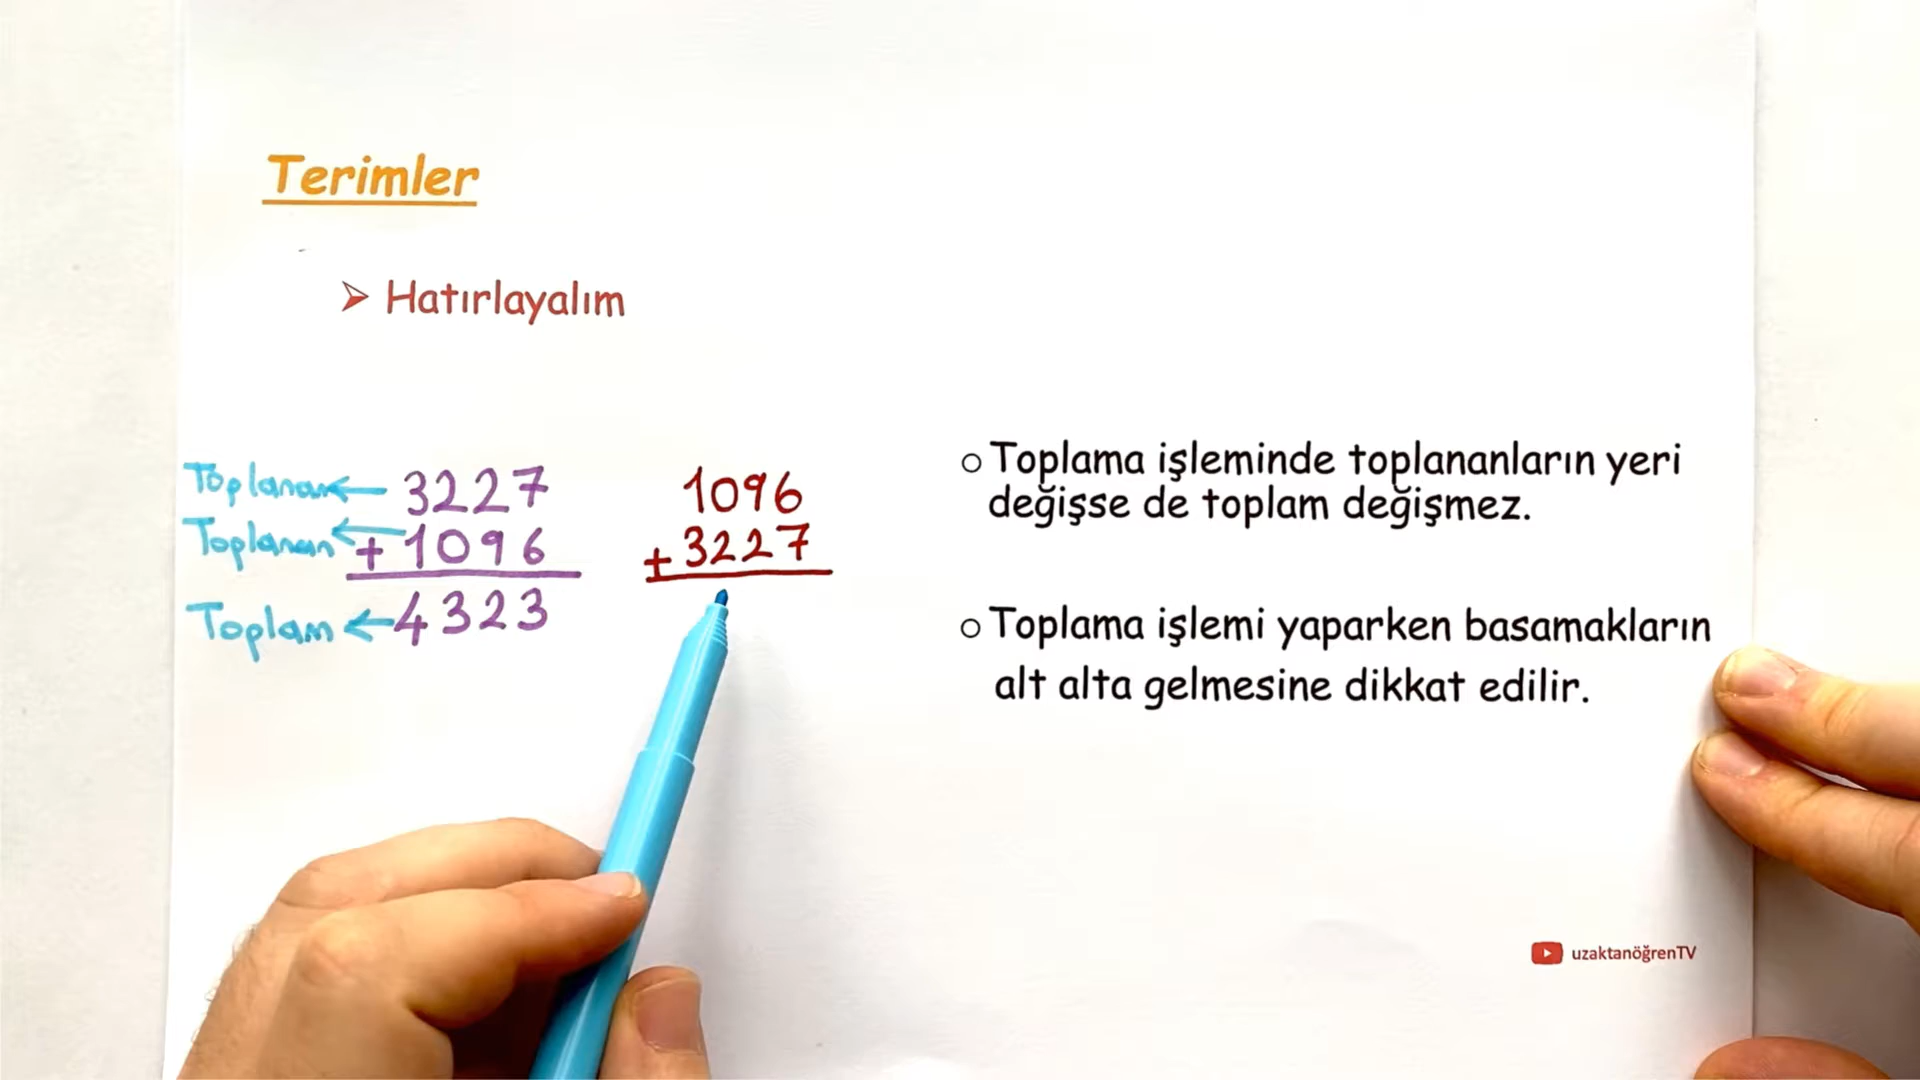 Terimler
➢ Hatırlayalım
Toplanan ← 3227
Toplanan ← + 1096
Toplam ← 4323
1096
+ 3227
○ Toplama işleminde toplananların yeri
değişse de toplam değişmez.
○ Toplama işlemi yaparken basamakların
alt alta gelmesine dikkat edilir.
uzaktanöğrenTV